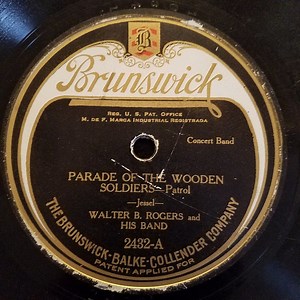 B
Brunswick
REG. U. S. PAT. OFFICE
M. DE F. MARCA INDUSTRIAL REGISTRADA
Concert Band
PARADE OF THE WOODEN
SOLDIERS—Patrol
—Jessel—
WALTER B. ROGERS and
HIS BAND
2432-A
THE BRUNSWICK-BALKE-COLLENDER COMPANY
PATENT APPLIED FOR